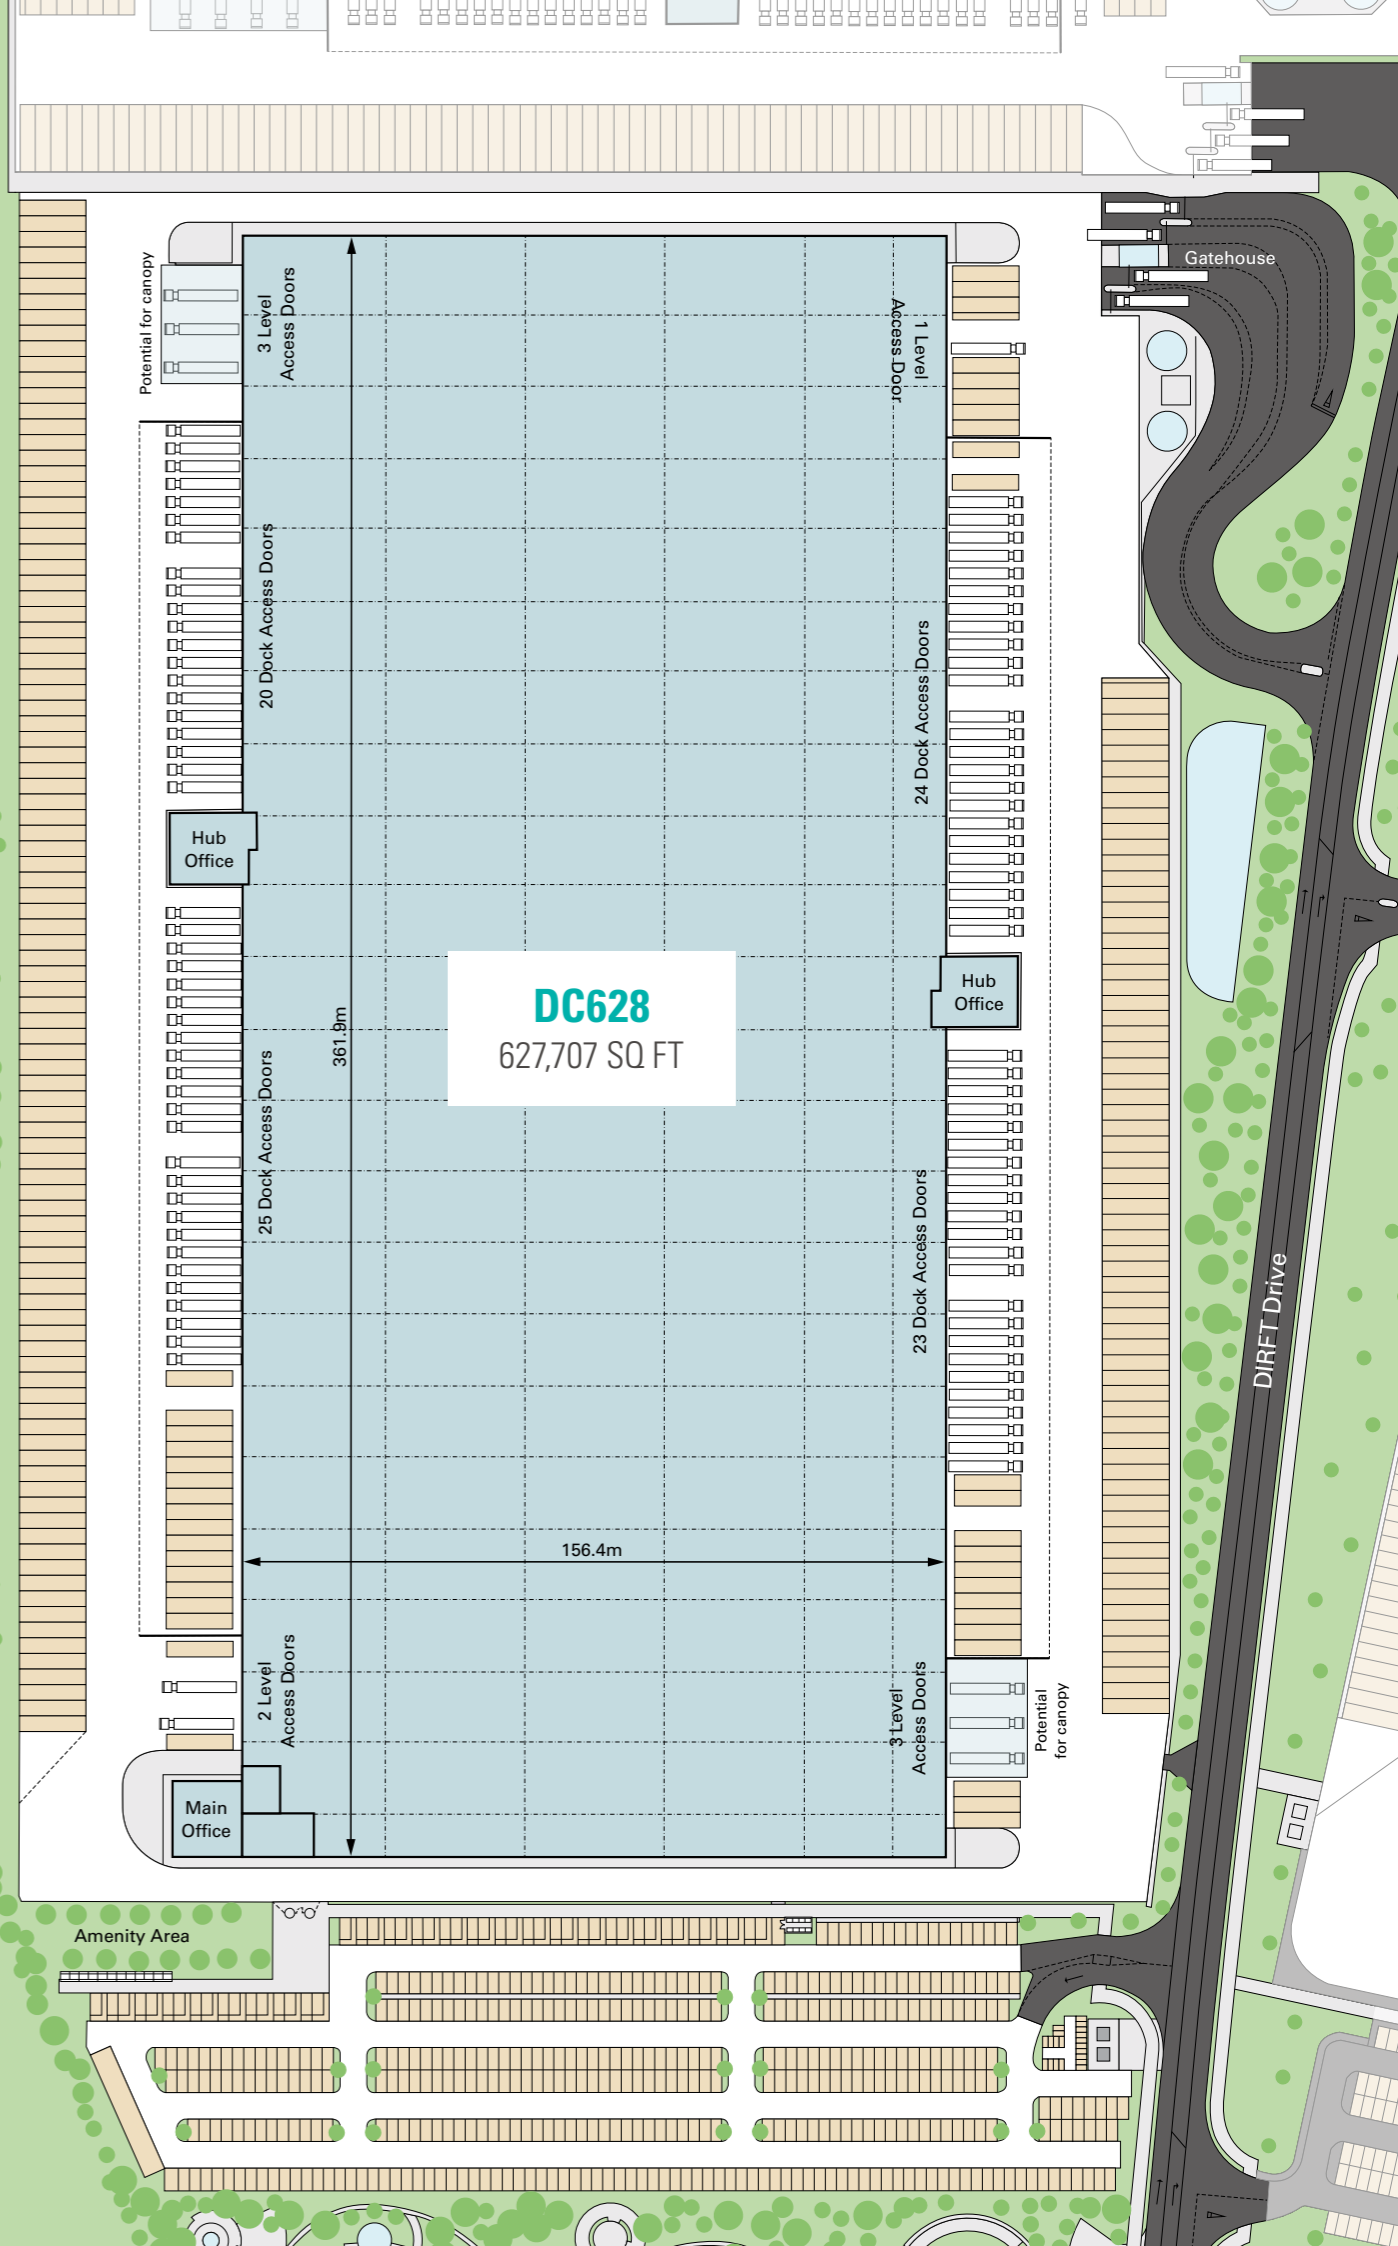 Gatehouse
Potential for canopy
3 Level
Access Doors
1 Level
Access Door
20 Dock Access Doors
24 Dock Access Doors
Hub
Office
Hub
Office
DC628
627,707 SQ FT
361.9m
25 Dock Access Doors
23 Dock Access Doors
DIRFT Drive
156.4m
2 Level
Access Doors
3 Level
Access Doors
Potential
for canopy
Main
Office
Amenity Area